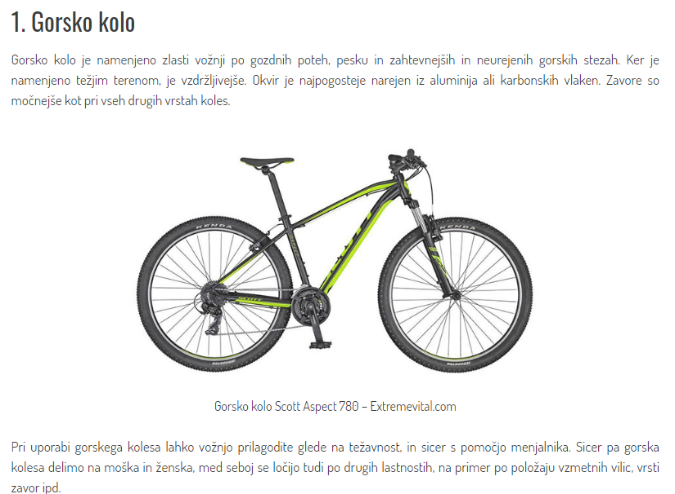 1. Gorsko kolo
Gorsko kolo je namenjeno zlasti vožnji po gozdnih poteh, pesku in zahtevnejših in neurejenih gorskih stezah. Ker je
namenjeno težjim terenom, je vzdržljivejše. Okvir je najpogosteje narejen iz aluminija ali karbonskih vlaken. Zavore so
močnejše kot pri vseh drugih vrstah koles.
KENDA
KENDA
SCOTT
SCOTT
Gorsko kolo Scott Aspect 780 – Extremevital.com
Pri uporabi gorskega kolesa lahko vožnjo prilagodite glede na težavnost, in sicer s pomočjo menjalnika. Sicer pa gorska
kolesa delimo na moška in ženska, med seboj se ločijo tudi po drugih lastnostih, na primer po položaju vzmetnih vilic, vrsti
zavor ipd.